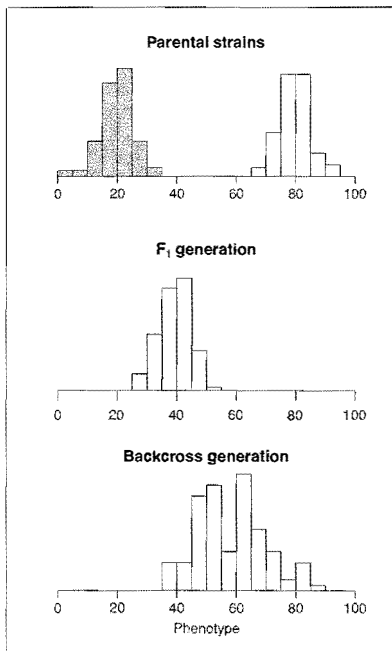 Parental strains
0 20 40 60 80 100
F₁ generation
0 20 40 60 80 100
Backcross generation
0 20 40 60 80 100
Phenotype